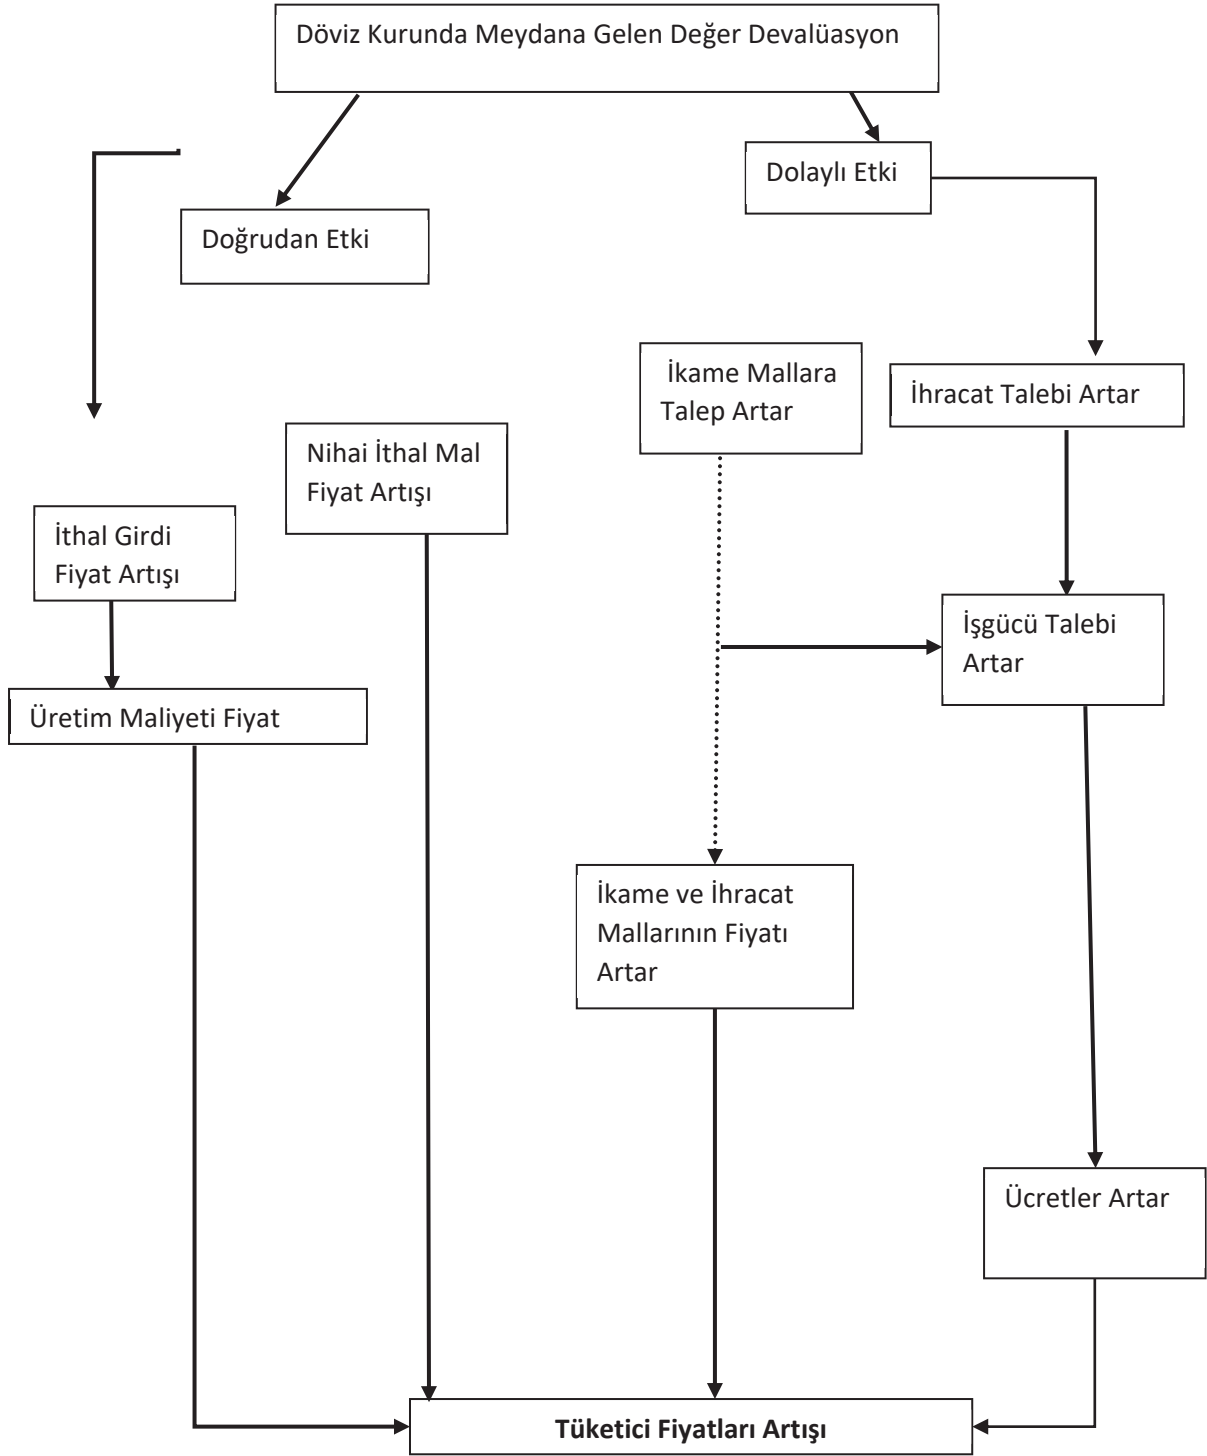 Döviz Kurunda Meydana Gelen Değer Devalüasyon
Dolaylı Etki
Doğrudan Etki
İkame Mallara
Talep Artar
İhracat Talebi Artar
Nihai İthal Mal
Fiyat Artışı
İthal Girdi
Fiyat Artışı
İşgücü Talebi
Artar
Üretim Maliyeti Fiyat
İkame ve İhracat
Mallarının Fiyatı
Artar
Ücretler Artar
Tüketici Fiyatları Artışı